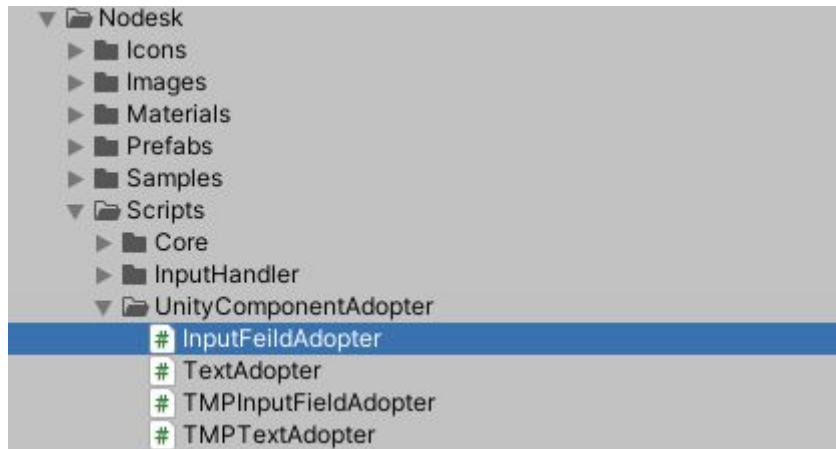 Nodesk
Icons
Images
Materials
Prefabs
Samples
Scripts
Core
InputHandler
UnityComponentAdopter
# InputFeildAdopter
# TextAdopter
# TMPInputFieldAdopter
# TMPTextAdopter